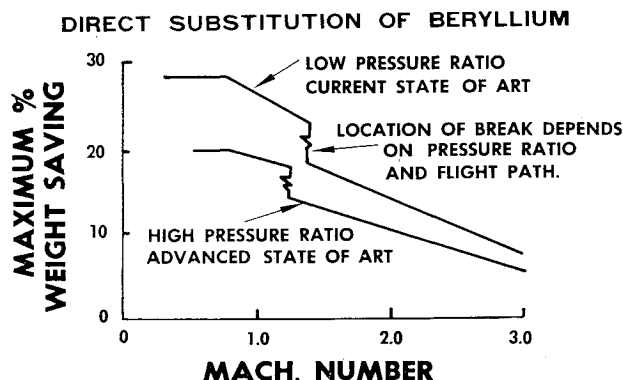 DIRECT SUBSTITUTION OF BERYLLIUM
MAXIMUM %
WEIGHT SAVING
30
20
10
0
LOW PRESSURE RATIO
CURRENT STATE OF ART
LOCATION OF BREAK DEPENDS
ON PRESSURE RATIO
AND FLIGHT PATH.
HIGH PRESSURE RATIO
ADVANCED STATE OF ART
0
1.0
2.0
3.0
MACH. NUMBER